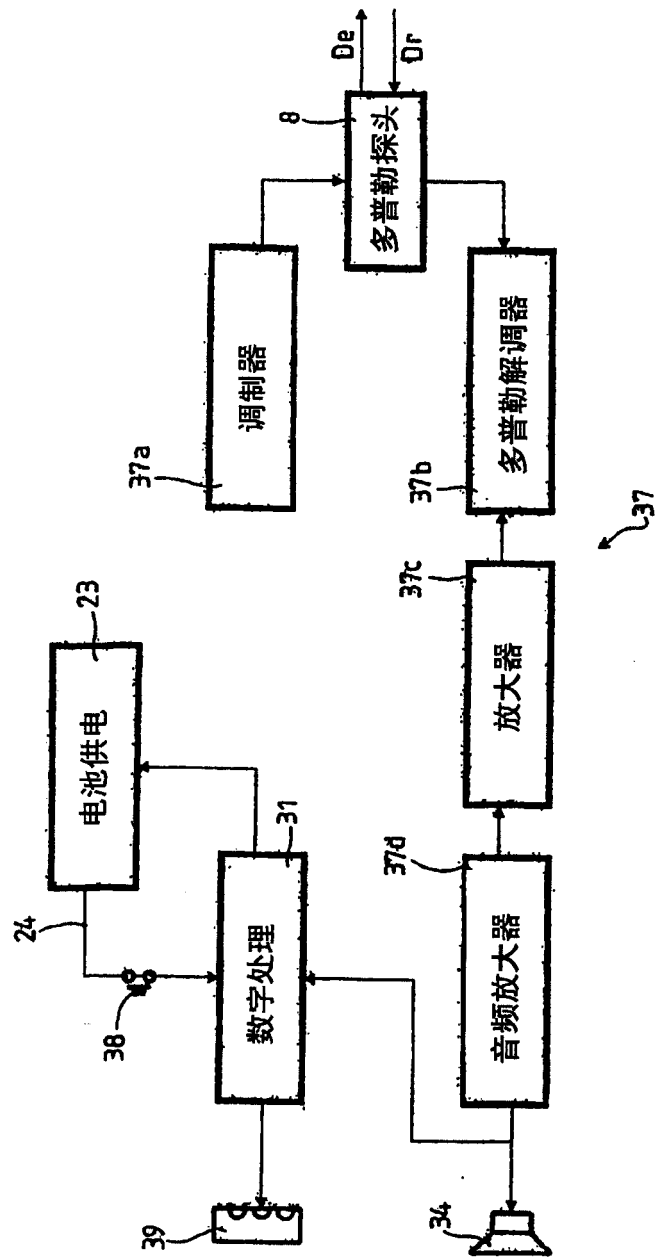 39
38
24
电池供电
23
数字处理
31
37a
调制器
8
多普勒探头
De
Dr
34
音频放大器
37d
放大器
37c
多普勒解调器
37b
37